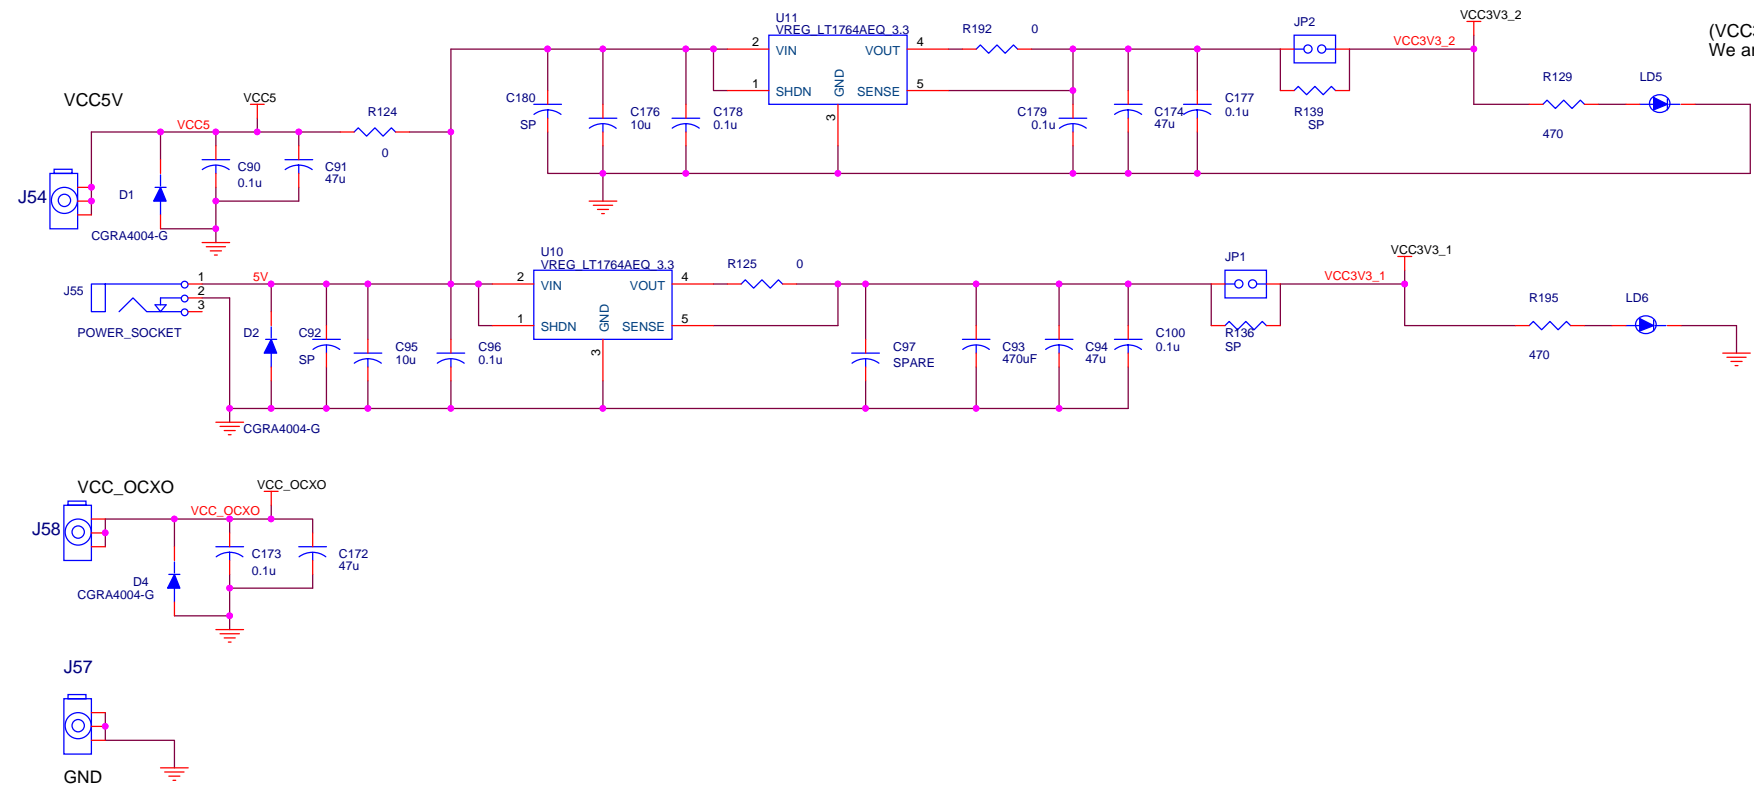 U11
VREG_LT1764AEQ_3.3
2 VIN VOUT 4
1 SHDN GND SENSE 5
3
R192 0
JP2
VCC3V3_2
VCC3V3_2
(VCC3
We ar
R129
470
LD5
R139
SP
C180
SP
C176
10u
C178
0.1u
C179
0.1u
C174
47u
C177
0.1u
VCC5V
VCC5
VCC5
R124
0
J54
D1
CGRA4004-G
C90
0.1u
C91
47u
U10
VREG_LT1764AEQ_3.3
2 VIN VOUT 4
1 SHDN GND SENSE 5
3
R125 0
JP1
VCC3V3_1
VCC3V3_1
R195
470
LD6
R136
SP
J55
1
2
3
5V
POWER_SOCKET
D2
CGRA4004-G
C92
SP
C95
10u
C96
0.1u
C97
SPARE
C93
470uF
C94
47u
C100
0.1u
VCC_OCXO
VCC_OCXO
VCC_OCXO
J58
D4
CGRA4004-G
C173
0.1u
C172
47u
J57
GND